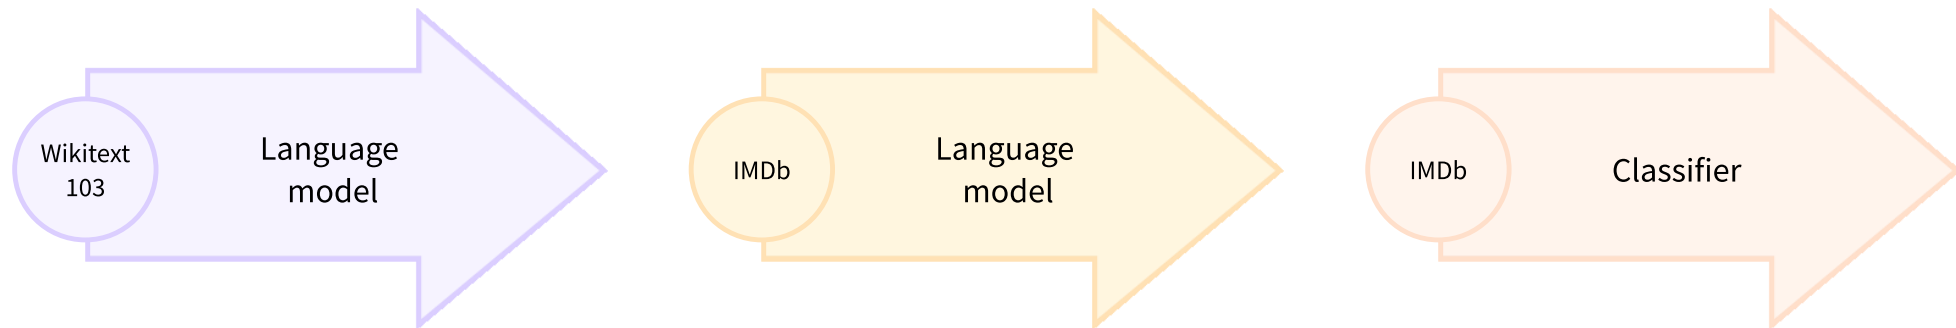 Wikitext
103
Language
model
IMDb
Language
model
IMDb
Classifier